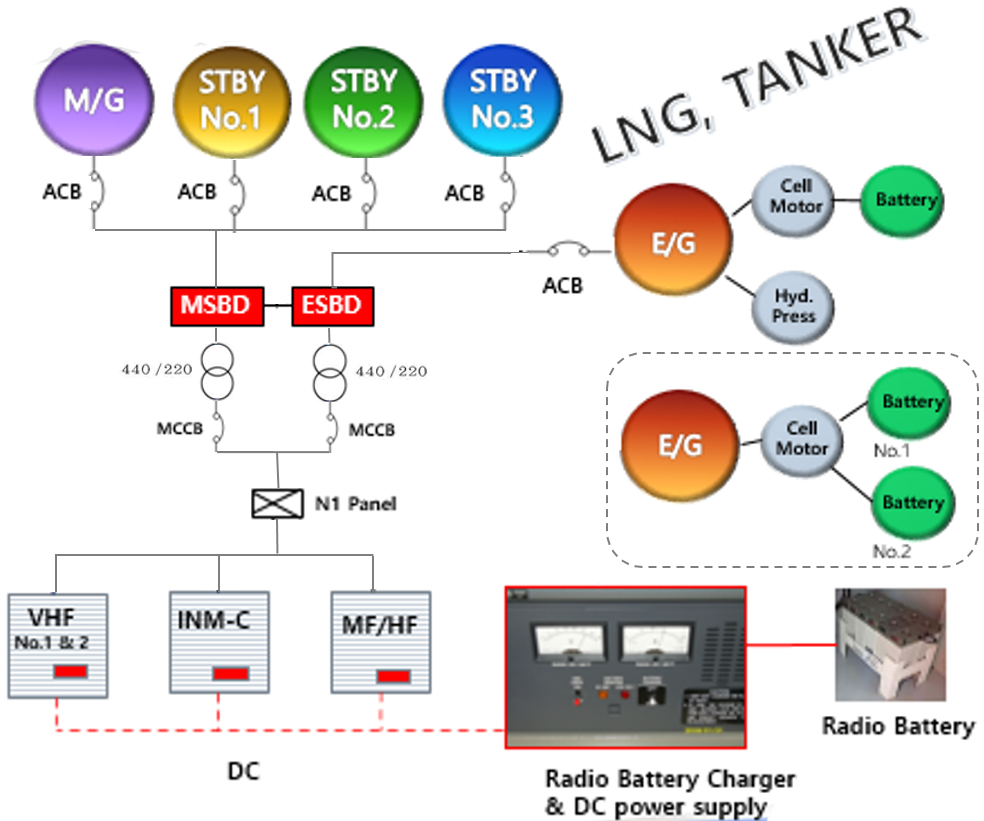 M/G
STBY
No.1
STBY
No.2
STBY
No.3
LNG, TANKER
ACB
ACB
ACB
ACB
Cell
Motor
Battery
E/G
ACB
Hyd.
Press
MSBD
ESBD
440 /220
440 /220
MCCB
MCCB
E/G
Cell
Motor
Battery
No.1
Battery
No.2
N1 Panel
VHF
No.1 & 2
INM-C
MF/HF
DC
Radio Battery
Radio Battery Charger
& DC power supply